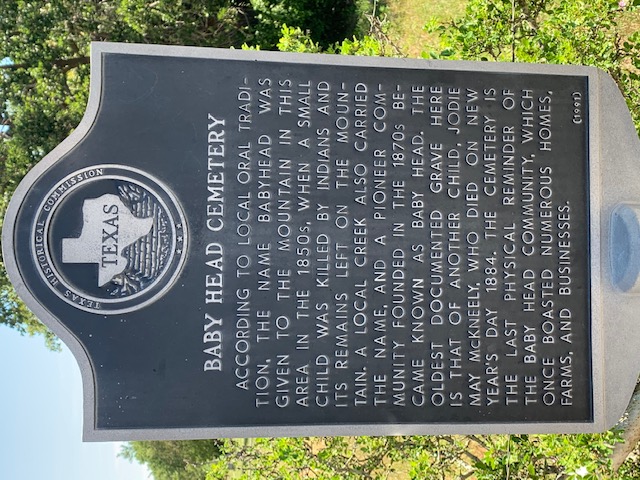 TEXAS HISTORICAL COMMISSION
TEXAS
BABY HEAD CEMETERY
ACCORDING TO LOCAL ORAL TRADI-
TION, THE NAME BABYHEAD WAS
GIVEN TO THE MOUNTAIN IN THIS
AREA IN THE 1850s, WHEN A SMALL
CHILD WAS KILLED BY INDIANS AND
ITS REMAINS LEFT ON THE MOUN-
TAIN. A LOCAL CREEK ALSO CARRIED
THE NAME, AND A PIONEER COM-
MUNITY FOUNDED IN THE 1870s BE-
CAME KNOWN AS BABY HEAD. THE
OLDEST DOCUMENTED GRAVE HERE
IS THAT OF ANOTHER CHILD, JODIE
MAY McKNEELY, WHO DIED ON NEW
YEAR'S DAY 1884. THE CEMETERY IS
THE LAST PHYSICAL REMINDER OF
THE BABY HEAD COMMUNITY, WHICH
ONCE BOASTED NUMEROUS HOMES,
FARMS, AND BUSINESSES.
(1991)